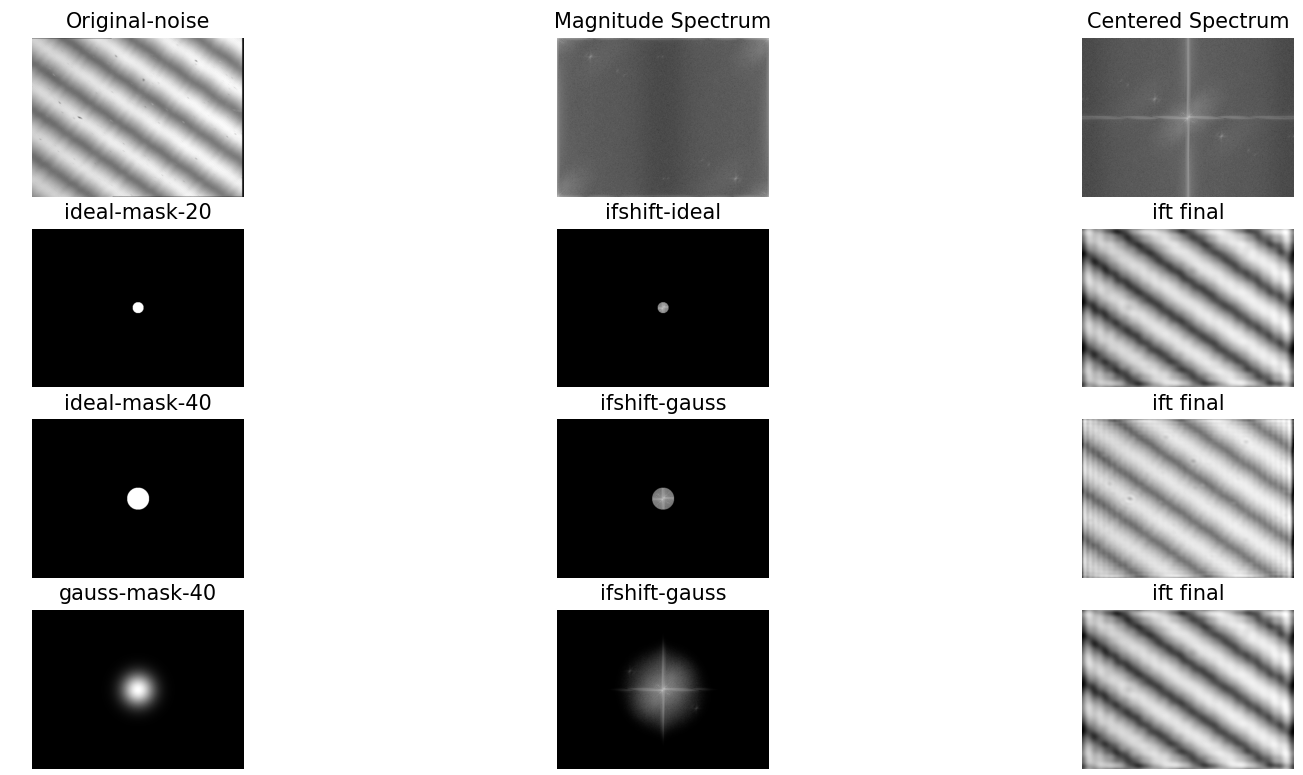 Original-noise
Magnitude Spectrum
Centered Spectrum
ideal-mask-20
ifshift-ideal
ift final
ideal-mask-40
ifshift-gauss
ift final
gauss-mask-40
ifshift-gauss
ift final